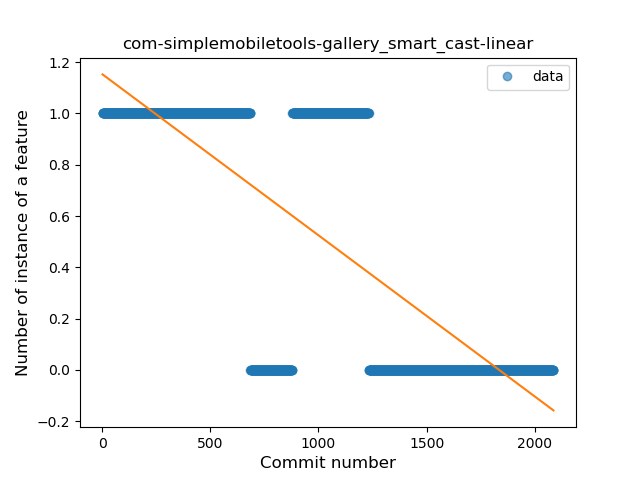 com-simplemobiletools-gallery_smart_cast-linear
data
Number of instance of a feature
1.2
1.0
0.8
0.6
0.4
0.2
0.0
−0.2
0 500 1000 1500 2000
Commit number